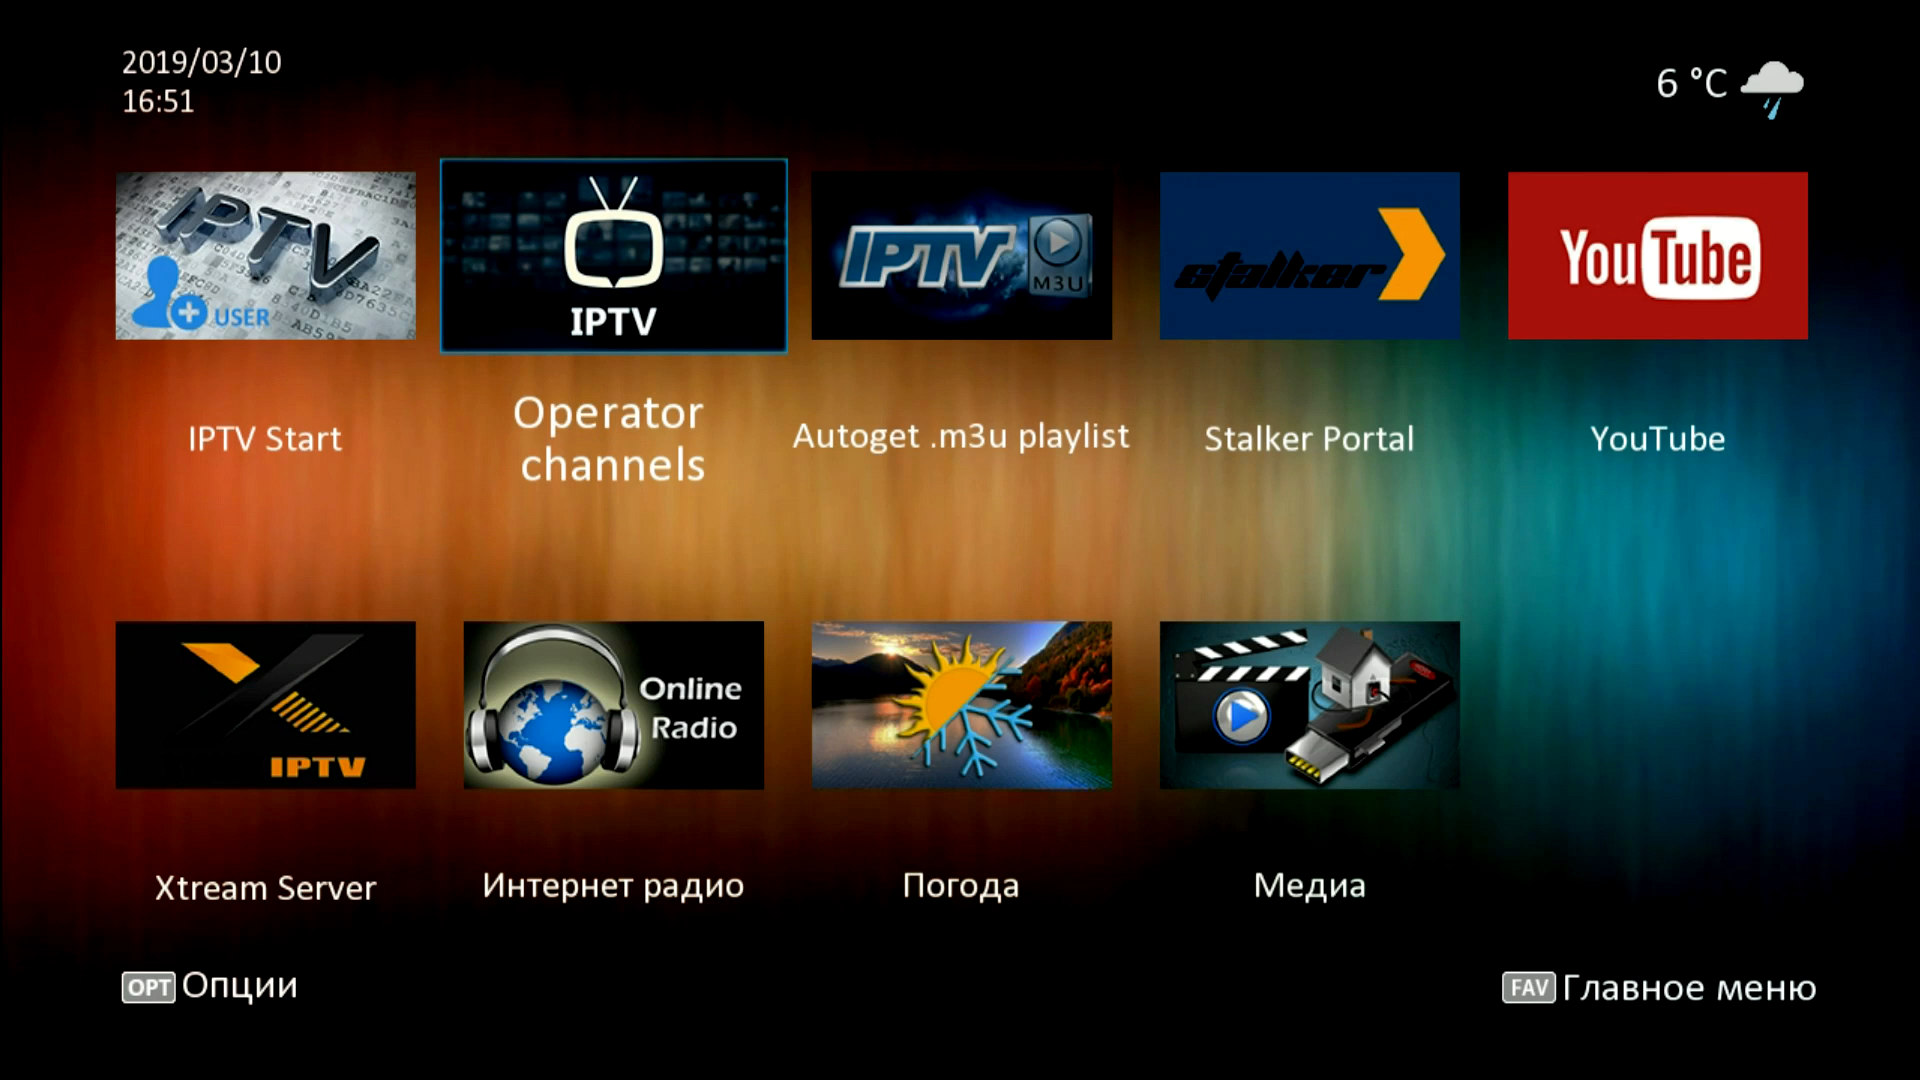 2019/03/10
16:51
6 °C
IPTV
USER
IPTV
IPTV
M3U
stalker
YouTube
IPTV Start
Operator
channels
Autoget .m3u playlist
Stalker Portal
YouTube
IPTV
Online
Radio
Xtream Server
Интернет радио
Погода
Медиа
OPT Опции
FAV Главное меню